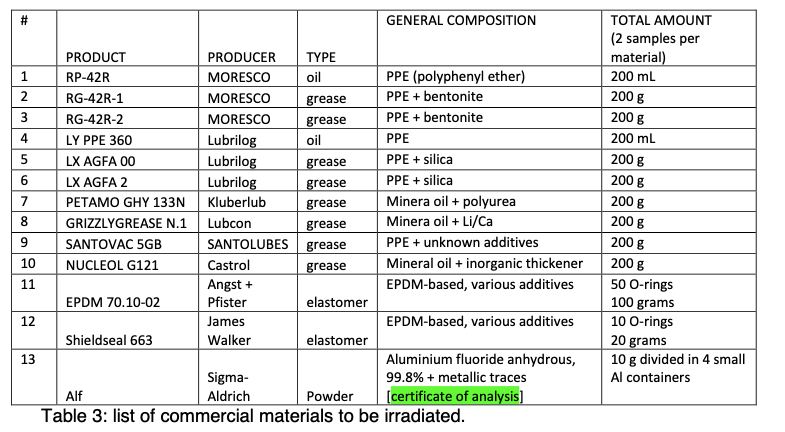 # PRODUCT PRODUCER TYPE GENERAL COMPOSITION TOTAL AMOUNT (2 samples per material)
1 RP-42R MORESCO oil PPE (polyphenyl ether) 200 mL
2 RG-42R-1 MORESCO grease PPE + bentonite 200 g
3 RG-42R-2 MORESCO grease PPE + bentonite 200 g
4 LY PPE 360 Lubrilog oil PPE 200 mL
5 LX AGFA 00 Lubrilog grease PPE + silica 200 g
6 LX AGFA 2 Lubrilog grease PPE + silica 200 g
7 PETAMO GHY 133N Kluberlub grease Minera oil + polyurea 200 g
8 GRIZZLYGREASE N.1 Lubcon grease Minera oil + Li/Ca 200 g
9 SANTOVAC 5GB SANTOLUBES grease PPE + unknown additives 200 g
10 NUCLEOL G121 Castrol grease Mineral oil + inorganic thickener 200 g
11 EPDM 70.10-02 Angst + Pfister elastomer EPDM-based, various additives 50 O-rings 100 grams
12 Shieldseal 663 James Walker elastomer EPDM-based, various additives 10 O-rings 20 grams
13 Alf Sigma-Aldrich Powder Aluminium fluoride anhydrous, 99.8% + metallic traces [certificate of analysis] 10 g divided in 4 small Al containers
Table 3: list of commercial materials to be irradiated.